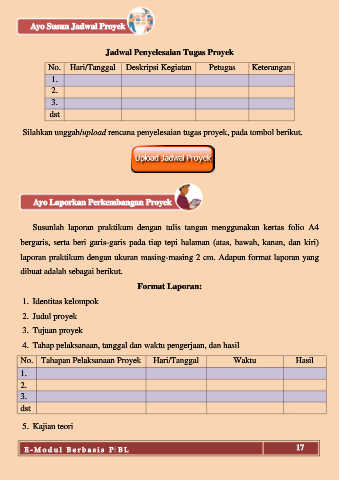 Ayo Susun Jadwal Proyek
Jadwal Penyelesaian Tugas Proyek
No. Hari/Tanggal Deskripsi Kegiatan Petugas Keterangan
1.
2.
3.
dst
Silahkan unggah/upload rencana penyelesaian tugas proyek, pada tombol berikut.
Upload Jadwal Proyek
Ayo Laporkan Perkembangan Proyek
Susunlah laporan praktikum dengan tulis tangan menggunakan kertas folio A4
bergaris, serta beri garis-garis pada tiap tepi halaman (atas, bawah, kanan, dan kiri)
laporan praktikum dengan ukuran masing-masing 2 cm. Adapun format laporan yang
dibuat adalah sebagai berikut.
Format Laporan:
1. Identitas kelompok
2. Judul proyek
3. Tujuan proyek
4. Tahap pelaksanaan, tanggal dan waktu pengerjaan, dan hasil
No. Tahapan Pelaksanaan Proyek Hari/Tanggal Waktu Hasil
1.
2.
3.
dst
5. Kajian teori
E-Modul Berbasis PjBL 17